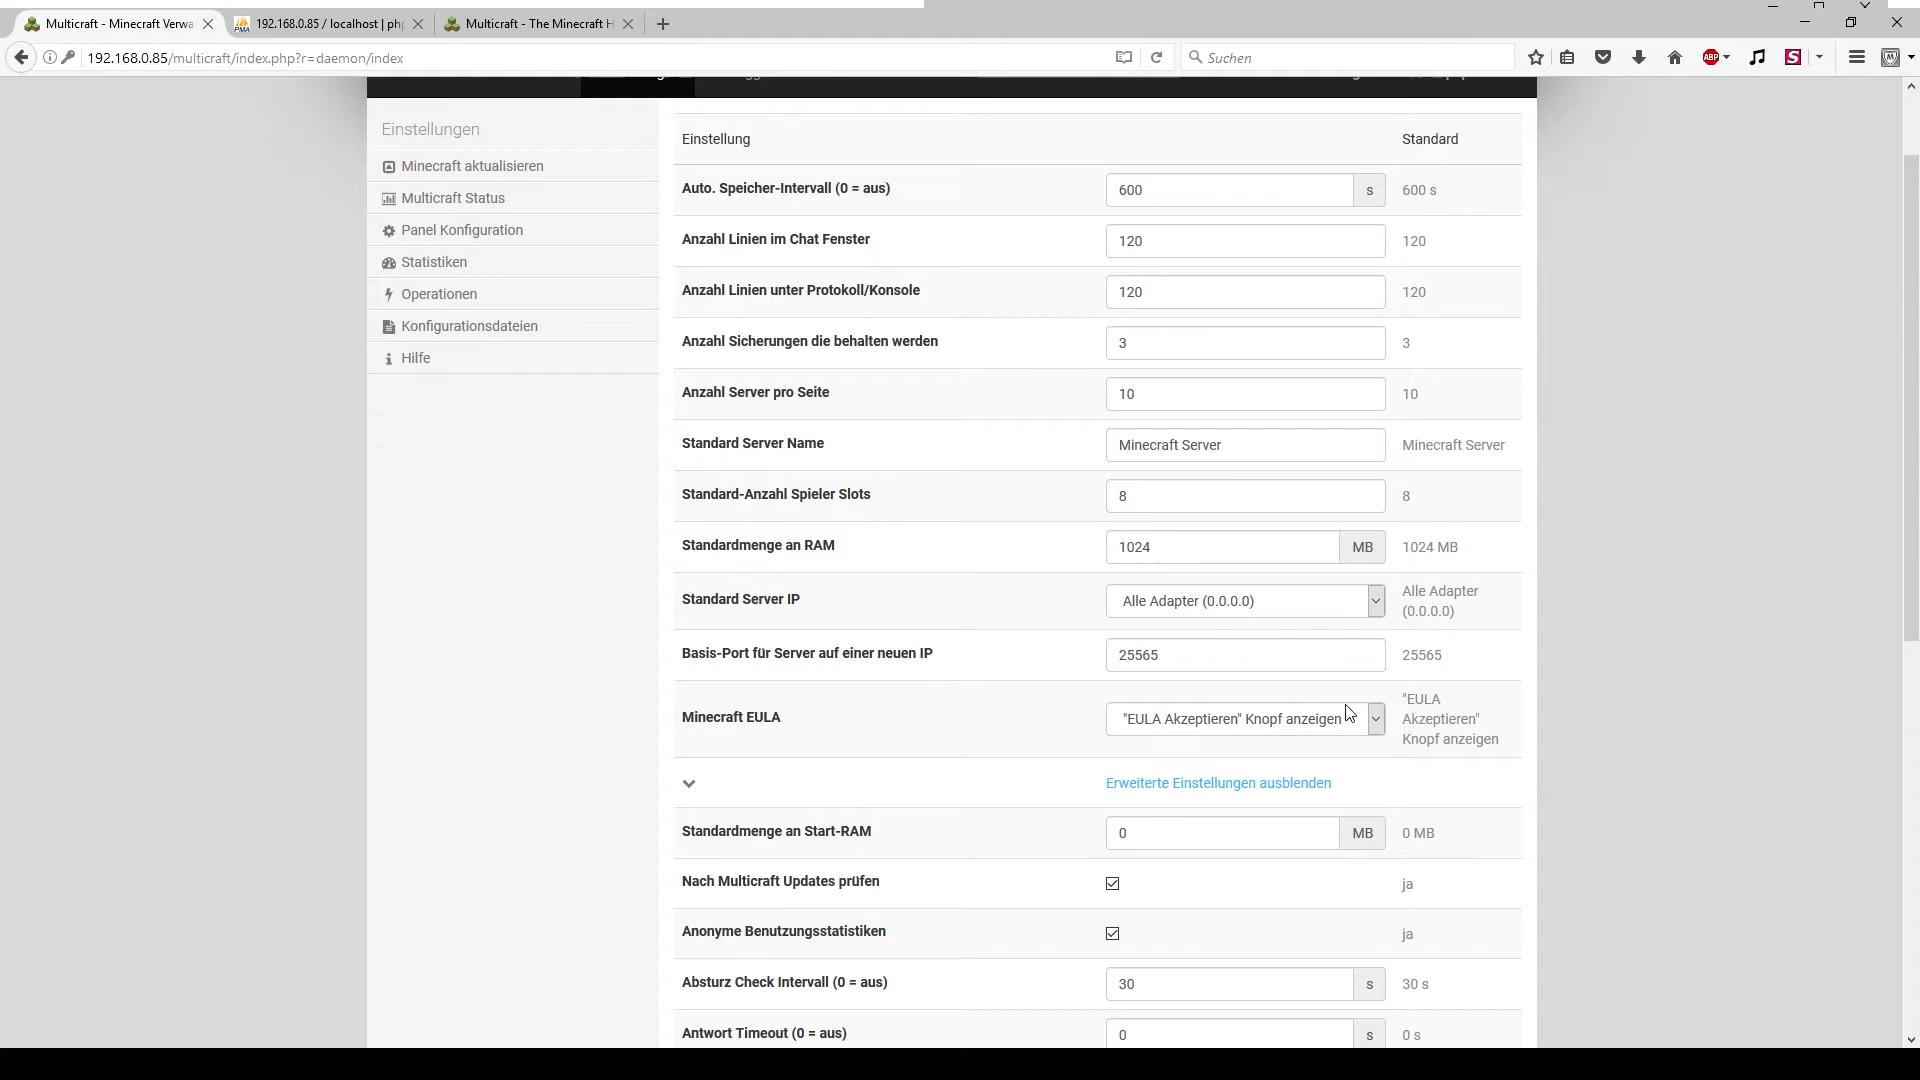 Multicraft - Minecraft Verwa
192.168.0.85 / localhost | ph
Multicraft - The Minecraft H
192.168.0.85/multicraft/index.php?r=daemon/index
Suchen
ABP
S
Einstellungen
Minecraft aktualisieren
Multicraft Status
Panel Konfiguration
Statistiken
Operationen
Konfigurationsdateien
Hilfe
Einstellung Standard
Auto. Speicher-Intervall (0 = aus) 600 s 600 s
Anzahl Linien im Chat Fenster 120 120
Anzahl Linien unter Protokoll/Konsole 120 120
Anzahl Sicherungen die behalten werden 3 3
Anzahl Server pro Seite 10 10
Standard Server Name Minecraft Server Minecraft Server
Standard-Anzahl Spieler Slots 8 8
Standardmenge an RAM 1024 MB 1024 MB
Standard Server IP Alle Adapter (0.0.0.0) Alle Adapter
(0.0.0.0)
Basis-Port für Server auf einer neuen IP 25565 25565
Minecraft EULA "EULA Akzeptieren" Knopf anzeigen "EULA
Akzeptieren"
Knopf anzeigen
Erweiterte Einstellungen ausblenden
Standardmenge an Start-RAM 0 MB 0 MB
Nach Multicraft Updates prüfen ja
Anonyme Benutzungsstatistiken ja
Absturz Check Intervall (0 = aus) 30 s 30 s
Antwort Timeout (0 = aus) 0 s 0 s